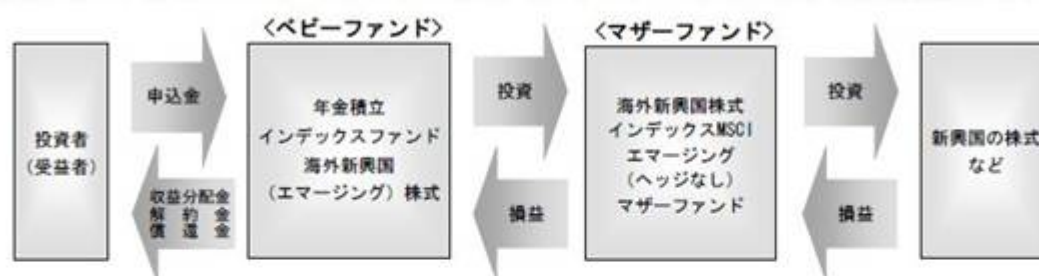 〈ベビーファンド〉
〈マザーファンド〉
投資者
（受益者）
申込金
収益分配金
解約金
償還金
年金積立
インデックスファンド
海外新興国
（エマージング）株式
投資
損益
海外新興国株式
インデックスMSCI
エマージング
（ヘッジなし）
マザーファンド
投資
損益
新興国の株式
など